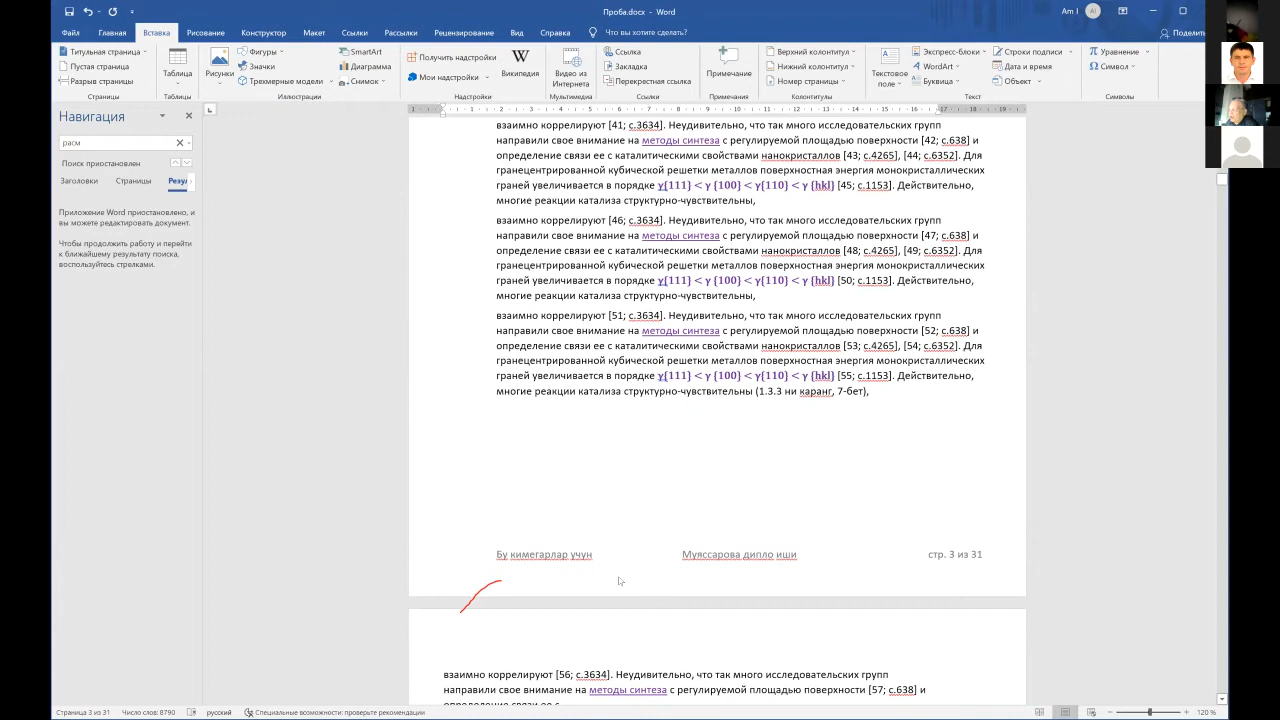 Проба.docx - Word
Am I
AI
Файл Главная Вставка Рисование Конструктор Макет Ссылки Рассылки Рецензирование Вид Справка Что вы хотите сделать?
Титульная страница
Пустая страница
Разрыв страницы
Страницы
Таблица
Таблицы
Рисунки
Фигуры
Значки
Трехмерные модели
SmartArt
Диаграмма
Снимок
Иллюстрации
Получить надстройки
Мои надстройки
Википедия
Надстройки
Видео из Интернета
Мультимедиа
Ссылка
Закладка
Перекрестная ссылка
Ссылки
Примечание
Примечания
Верхний колонтитул
Нижний колонтитул
Номер страницы
Колонтитулы
Текстовое поле
Экспресс-блоки
WordArt
Буквица
Строки подписи
Дата и время
Объект
Текст
Уравнение
Символ
Символы
Навигация
расм
Поиск приостановлен
Заголовки Страницы
Приложение Word приостановлено, и
вы можете редактировать документ.
Чтобы продолжить работу и перейти
к ближайшему результату поиска,
воспользуйтесь стрелками.
взаимно коррелируют [41; с.3634]. Неудивительно, что так много исследовательских групп
направили свое внимание на методы синтеза с регулируемой площадью поверхности [42; с.638] и
определение связи ее с каталитическими свойствами нанокристаллов [43; с.4265], [44; с.6352]. Для
гранецентрированной кубической решетки металлов поверхностная энергия монокристаллических
граней увеличивается в порядке γ{111} < γ {100} < γ{110} < γ {hkl} [45; с.1153]. Действительно,
многие реакции катализа структурно-чувствительны,
взаимно коррелируют [46; с.3634]. Неудивительно, что так много исследовательских групп
направили свое внимание на методы синтеза с регулируемой площадью поверхности [47; с.638] и
определение связи ее с каталитическими свойствами нанокристаллов [48; с.4265], [49; с.6352]. Для
гранецентрированной кубической решетки металлов поверхностная энергия монокристаллических
граней увеличивается в порядке γ{111} < γ {100} < γ{110} < γ {hkl} [50; с.1153]. Действительно,
многие реакции катализа структурно-чувствительны,
взаимно коррелируют [51; с.3634]. Неудивительно, что так много исследовательских групп
направили свое внимание на методы синтеза с регулируемой площадью поверхности [52; с.638] и
определение связи ее с каталитическими свойствами нанокристаллов [53; с.4265], [54; с.6352]. Для
гранецентрированной кубической решетки металлов поверхностная энергия монокристаллических
граней увеличивается в порядке γ{111} < γ {100} < γ{110} < γ {hkl} [55; с.1153]. Действительно,
многие реакции катализа структурно-чувствительны (1.3.3 ни каранг, 7-бет),
Бу кимегарлар учун Муяссарова дипло иши стр. 3 из 31
взаимно коррелируют [56; с.3634]. Неудивительно, что так много исследовательских групп
направили свое внимание на методы синтеза с регулируемой площадью поверхности [57; с.638] и
определение связи ее с
Страница 3 из 31 Число слов: 8790 русский Специальные возможности: проверьте рекомендации 120 %